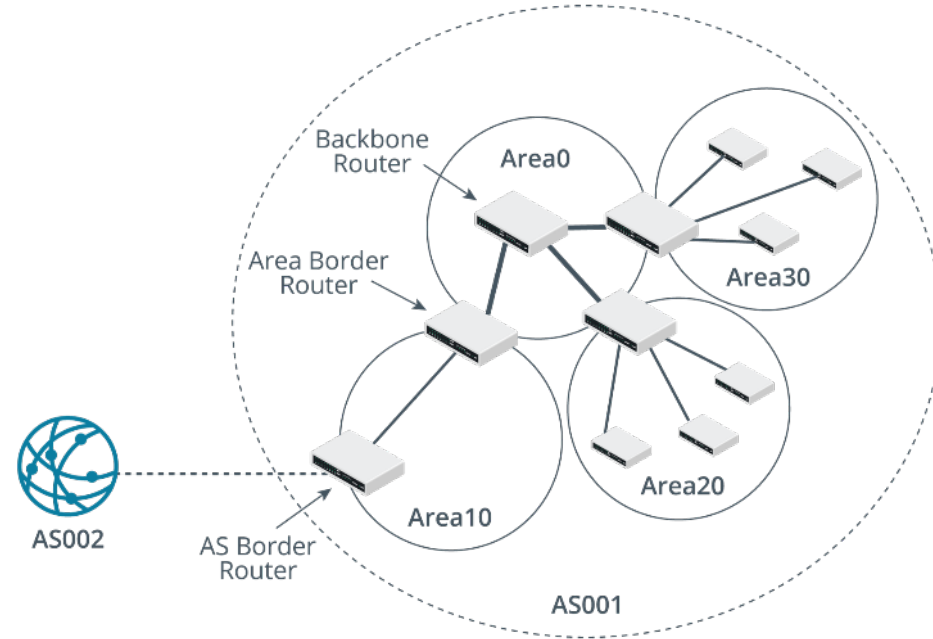 Backbone
Router
Area0
Area Border
Router
Area30
Area20
Area10
AS002
AS Border
Router
AS001